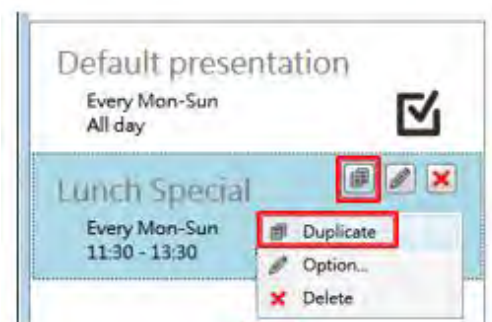 Default presentation
Every Mon-Sun
All day
Lunch Special
Every Mon-Sun
11:30 - 13:30
Duplicate
Option...
Delete